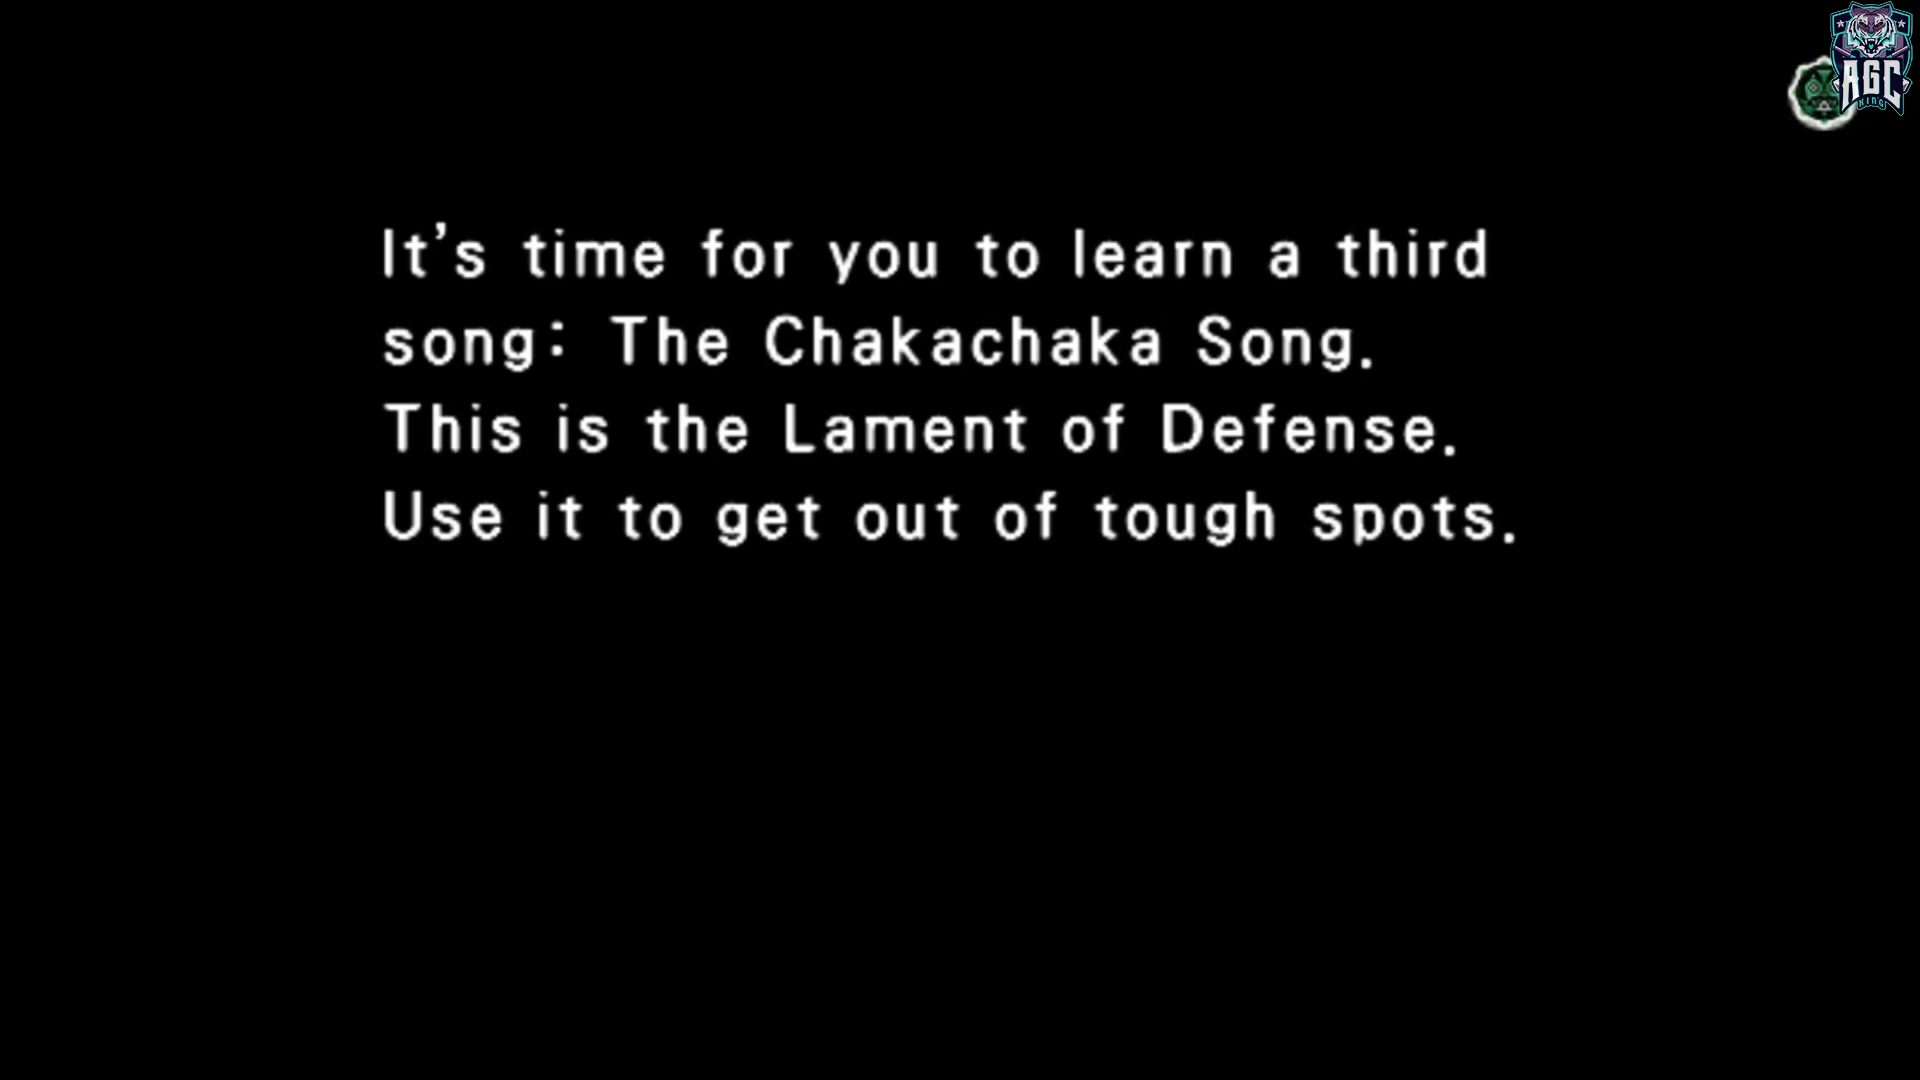 It's time for you to learn a third
song: The Chakachaka Song.
This is the Lament of Defense.
Use it to get out of tough spots.
AGC
KING